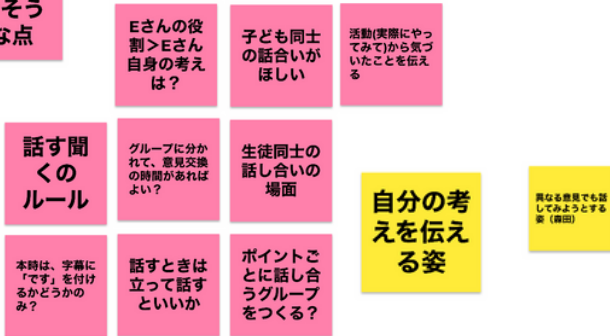 そう
な点
Eさんの役
割＞Eさん
自身の考え
は？
子ども同士
の話合いが
ほしい
活動(実際にやっ
てみて)から気づ
いたことを伝え
る
話す聞
くの
ルール
グループに分か
れて、意見交換
の時間があれば
よい？
生徒同士の
話し合いの
場面
自分の考
えを伝え
る姿
異なる意見でも話
してみようとする
姿（森田）
本時は、字幕に
「です」を付け
るかどうかの
み？
話すときは
立って話す
といいか
ポイントご
とに話し合
うグループ
をつくる？